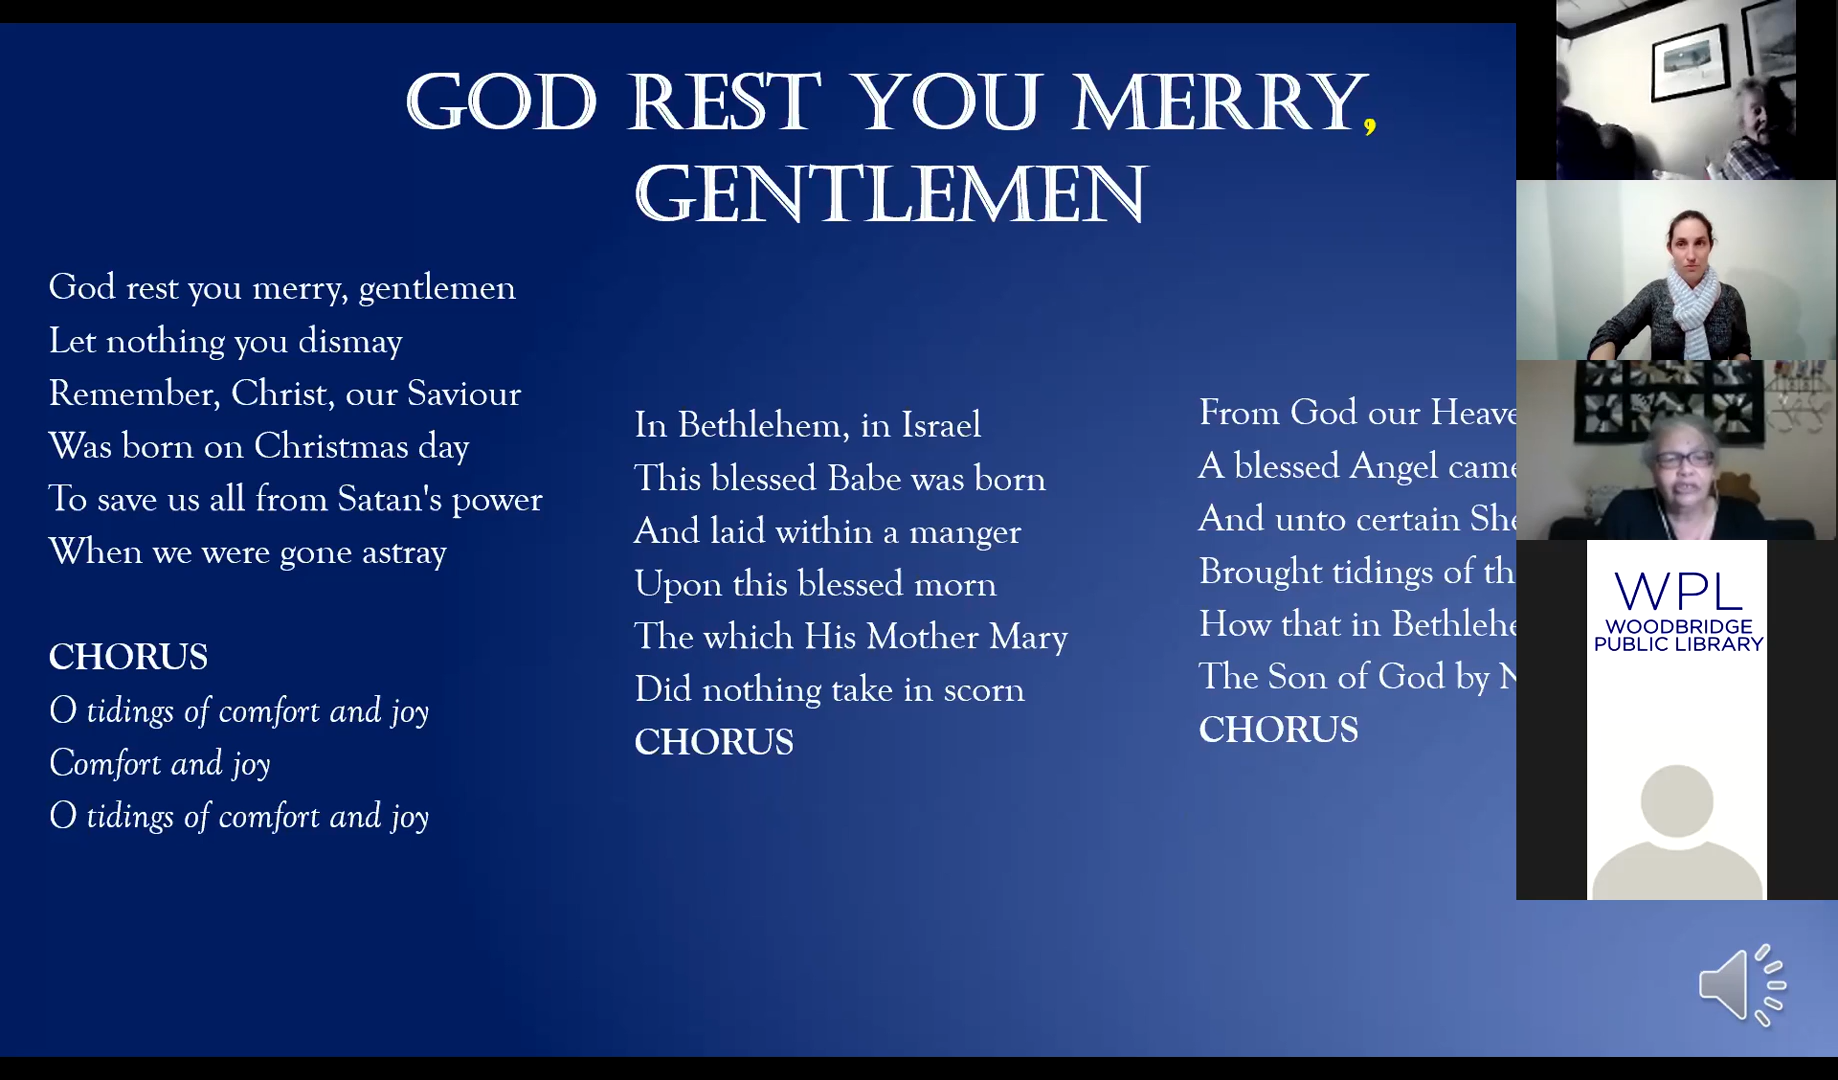 GOD REST YOU MERRY,
GENTLEMEN
God rest you merry, gentlemen
Let nothing you dismay
Remember, Christ, our Saviour
Was born on Christmas day
To save us all from Satan's power
When we were gone astray
CHORUS
O tidings of comfort and joy
Comfort and joy
O tidings of comfort and joy
In Bethlehem, in Israel
This blessed Babe was born
And laid within a manger
Upon this blessed morn
The which His Mother Mary
Did nothing take in scorn
CHORUS
From God our
A blessed Angel came
And unto certain
Brought tidings of
How that in
The Son of God by
CHORUS
WPL
WOODBRIDGE
PUBLIC LIBRARY